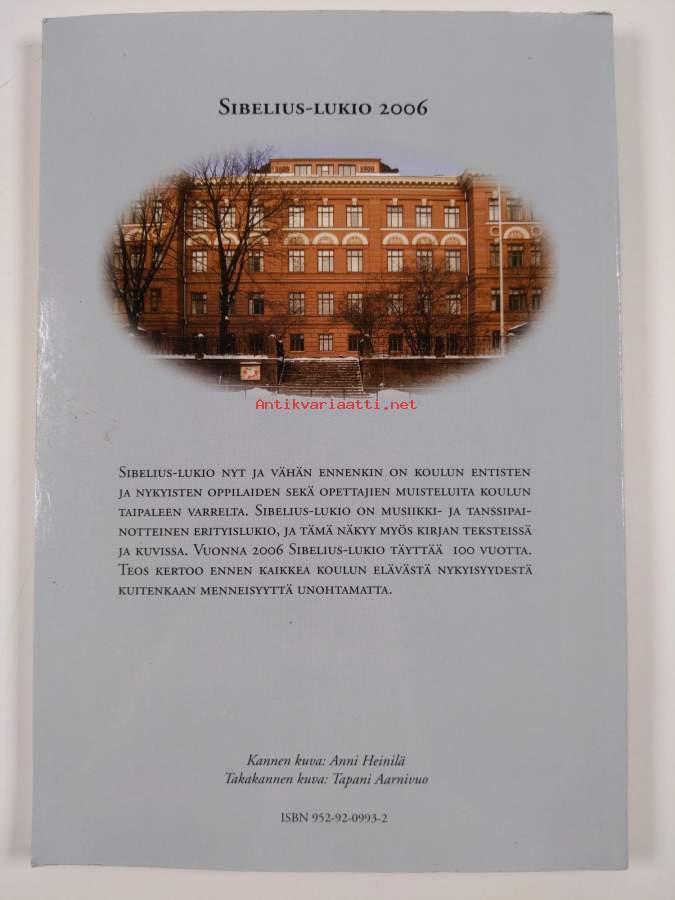 Sibelius-lukio 2006
Antikvariaatti.net
Sibelius-lukio nyt ja vähän ennenkin on koulun entisten
ja nykyisten oppilaiden sekä opettajien muisteluita koulun
taipaleen varrelta. Sibelius-lukio on musiikki- ja tanssipai-
notteinen erityislukio, ja tämä näkyy myös kirjan teksteissä
ja kuvissa. Vuonna 2006 Sibelius-lukio täyttää 100 vuotta.
Teos kertoo ennen kaikkea koulun elävästä nykyisyydestä
kuitenkaan menneisyyttä unohtamatta.
Kannen kuva: Anni Heinilä
Takakannen kuva: Tapani Aarnivuo
ISBN 952-92-0993-2